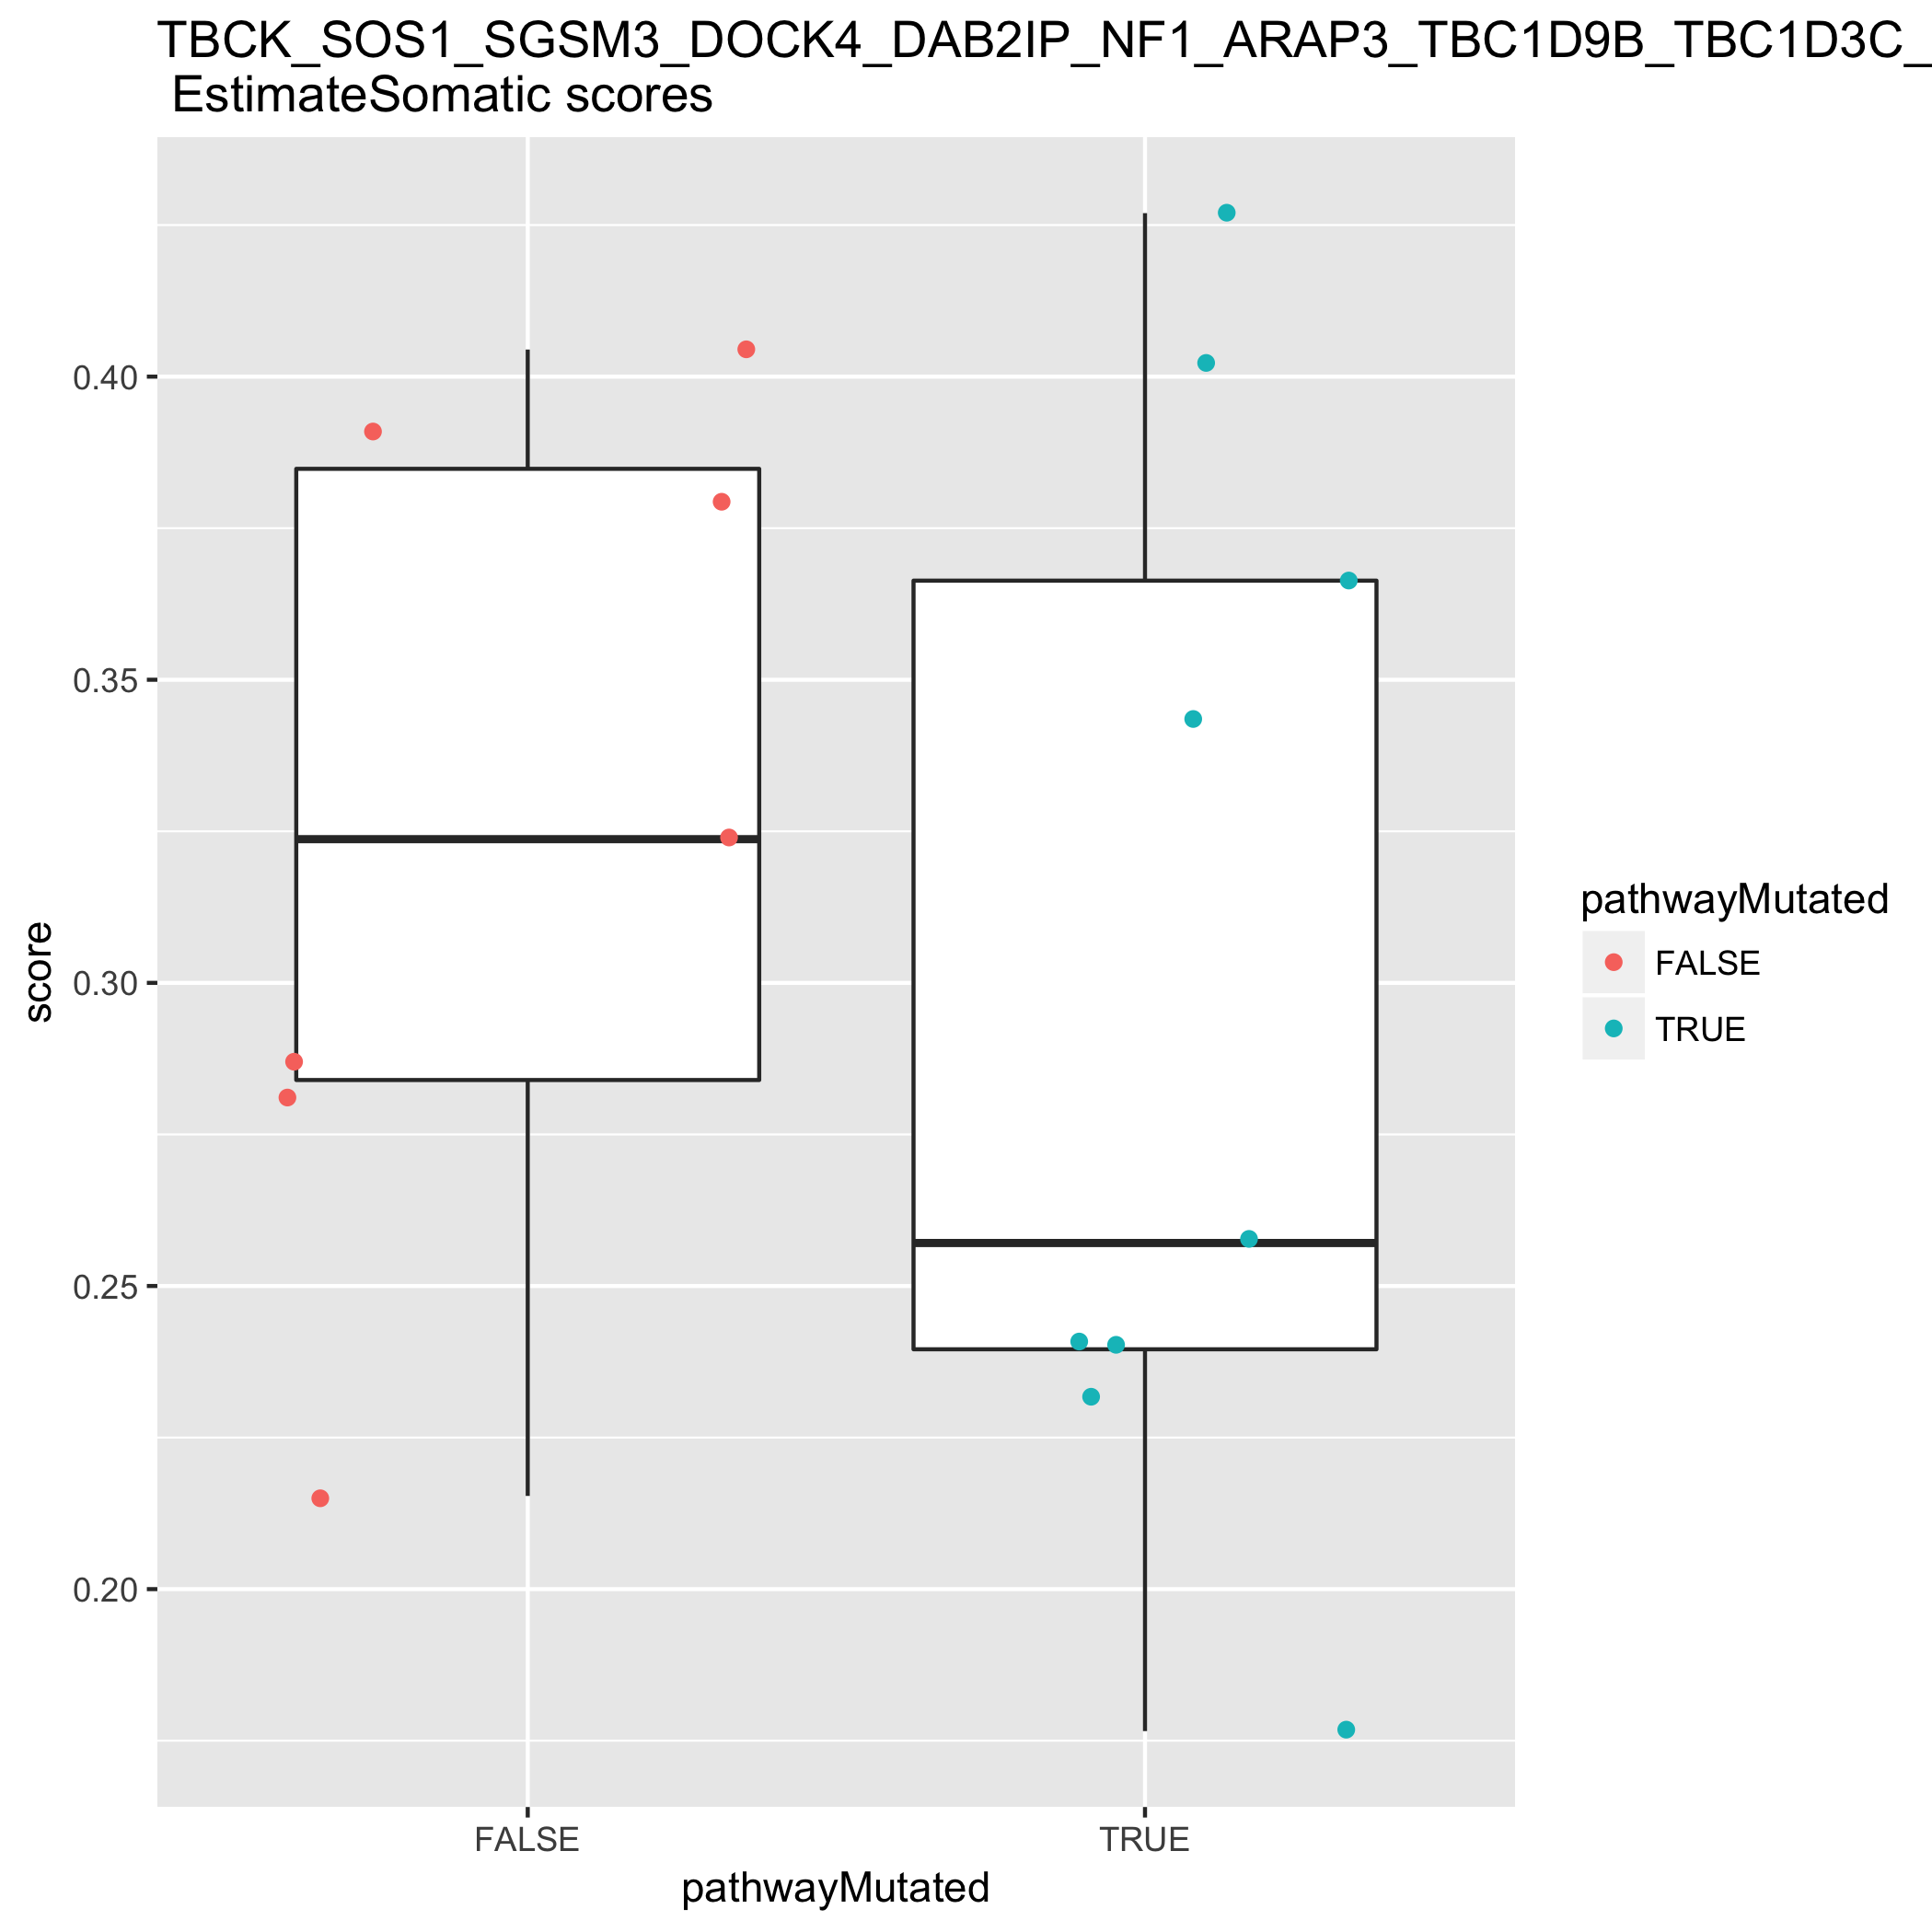 TBCK_SOS1_SGSM3_DOCK4_DAB2IP_NF1_ARAP3_TBC1D9B_TBC1D3C_
EstimateSomatic scores
0.40
0.35
0.30
0.25
0.20
score
FALSE
TRUE
pathwayMutated
pathwayMutated
FALSE
TRUE